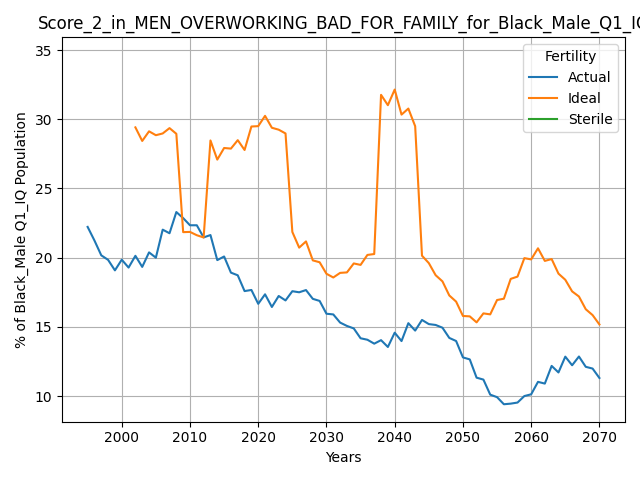 Score_2_in_MEN_OVERWORKING_BAD_FOR_FAMILY_for_Black_Male_Q1_IQ
35
30
25
20
15
10
% of Black_Male Q1_IQ Population
Fertility
Actual
Ideal
Sterile
2000 2010 2020 2030 2040 2050 2060 2070
Years